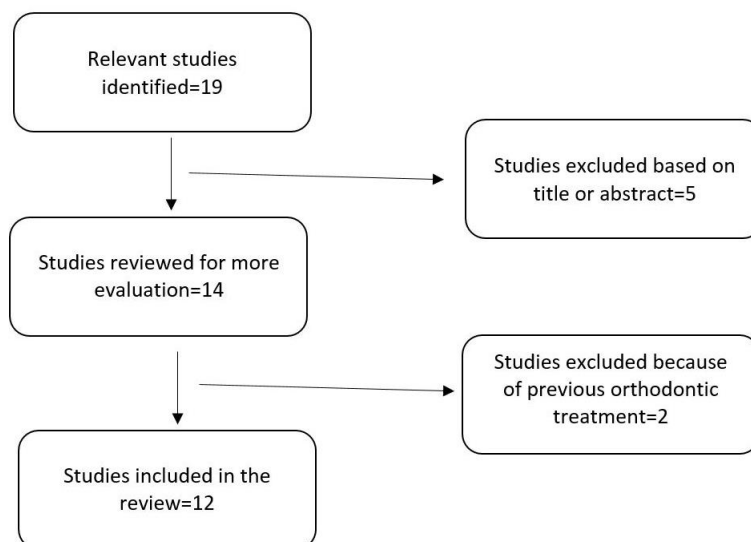 Relevant studies
identified=19
Studies excluded based on
title or abstract=5
Studies reviewed for more
evaluation=14
Studies excluded because
of previous orthodontic
treatment=2
Studies included in the
review=12